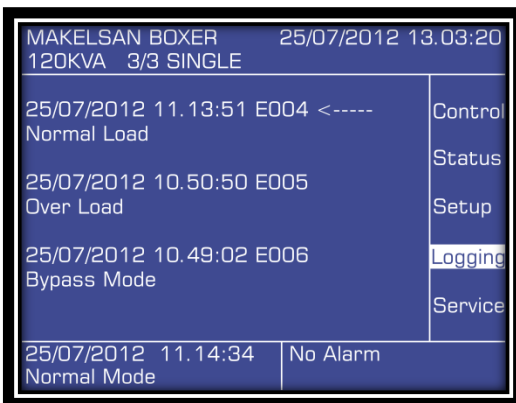 MAKELSAN BOXER 25/07/2012 13.03:20
120KVA 3/3 SINGLE
25/07/2012 11.13:51 E004 <-----
Normal Load
25/07/2012 10.50:50 E005
Over Load
25/07/2012 10.49:02 E006
Bypass Mode
Control
Status
Setup
Logging
Service
25/07/2012 11.14:34 No Alarm
Normal Mode